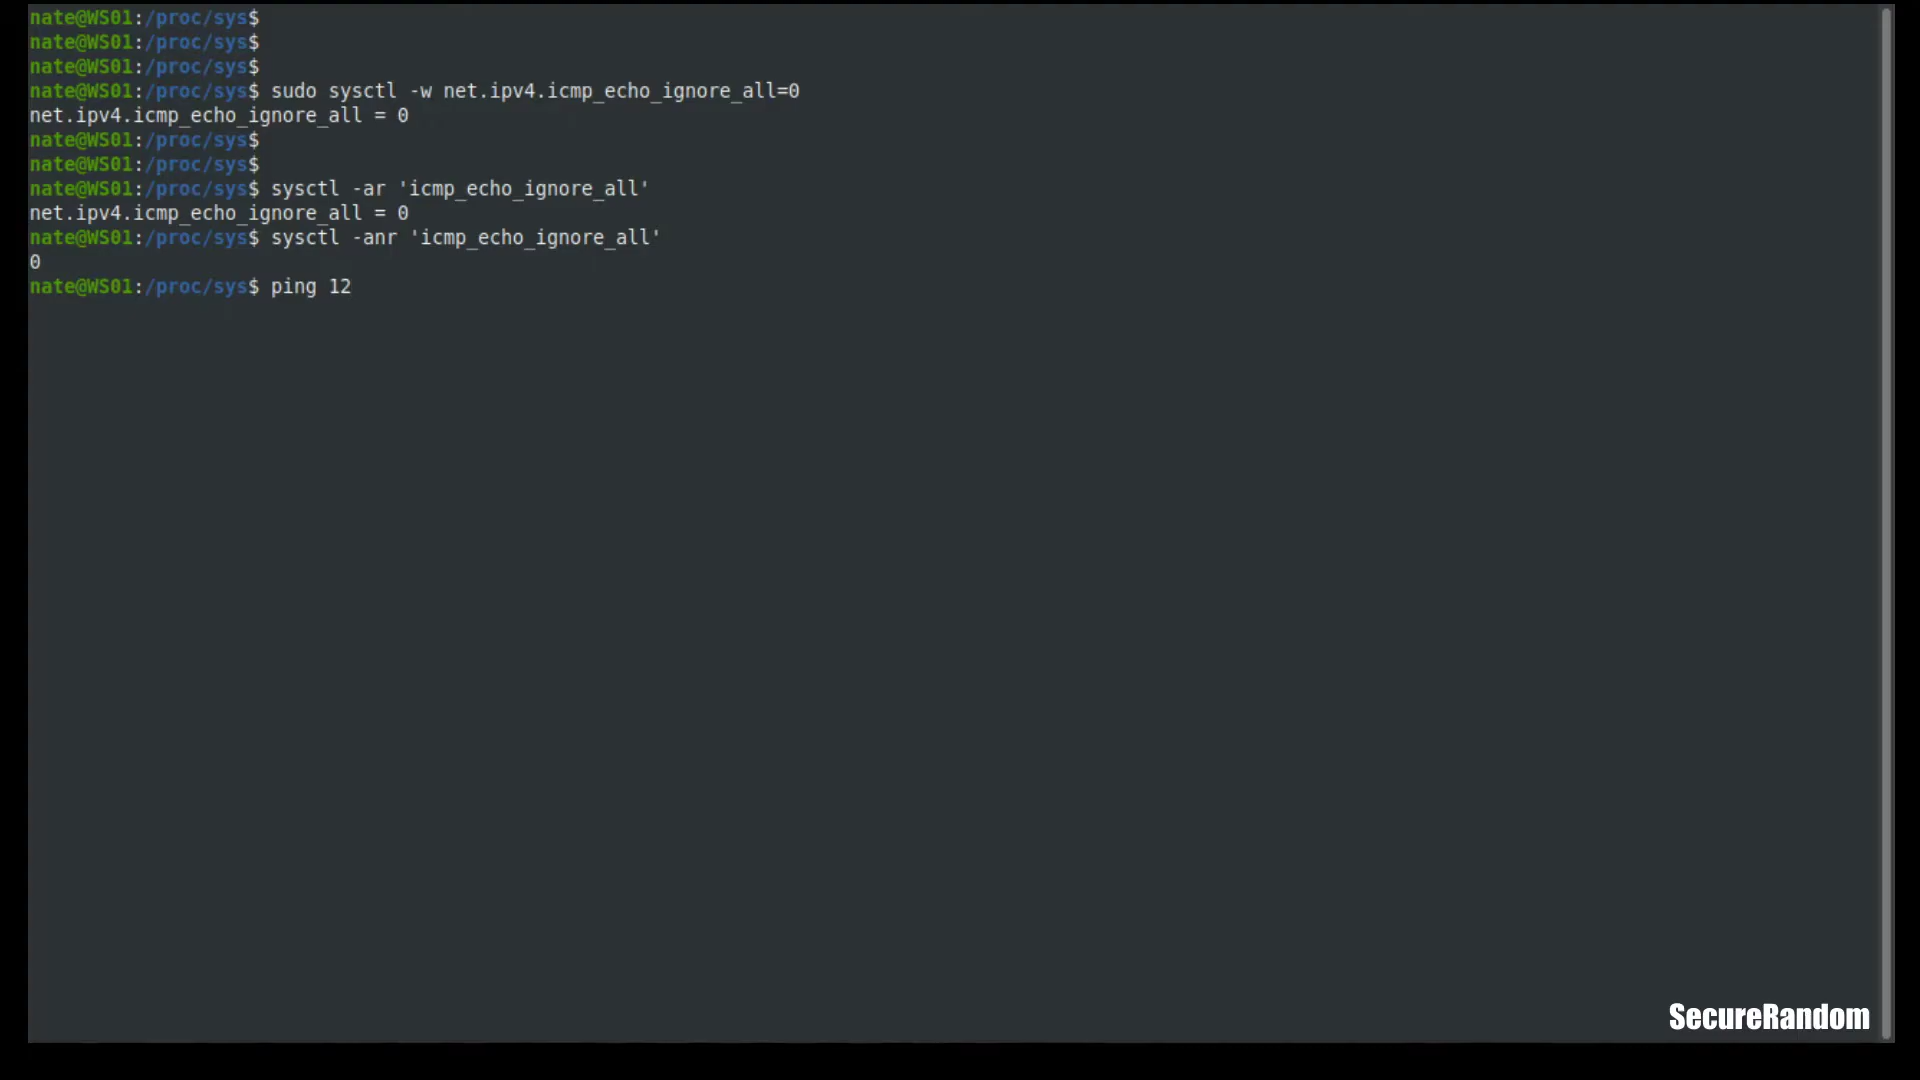 nate@WS01:/proc/sys$
nate@WS01:/proc/sys$
nate@WS01:/proc/sys$
nate@WS01:/proc/sys$ sudo sysctl -w net.ipv4.icmp_echo_ignore_all=0
net.ipv4.icmp_echo_ignore_all = 0
nate@WS01:/proc/sys$
nate@WS01:/proc/sys$
nate@WS01:/proc/sys$ sysctl -ar 'icmp_echo_ignore_all'
net.ipv4.icmp_echo_ignore_all = 0
nate@WS01:/proc/sys$ sysctl -anr 'icmp_echo_ignore_all'
0
nate@WS01:/proc/sys$ ping 12
SecureRandom